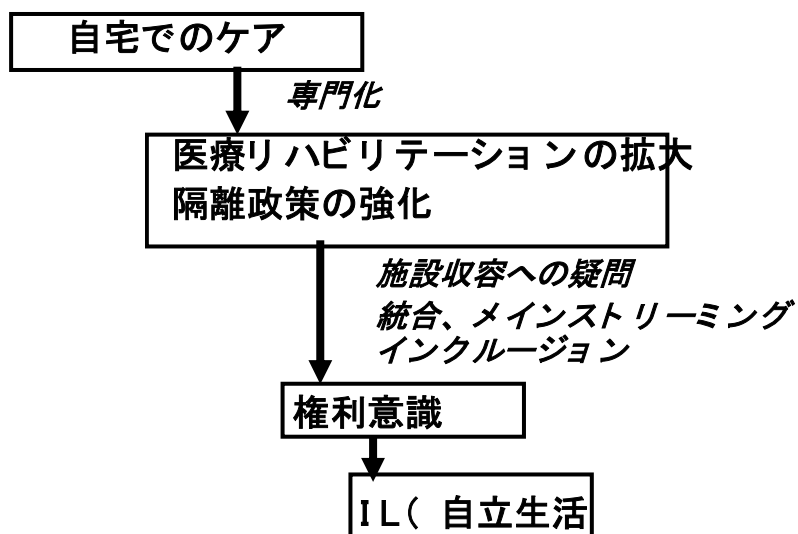 自宅でのケア
専門化
医療リハビリテーションの拡大
隔離政策の強化
施設収容への疑問
統合、メインストリーミング
インクルージョン
権利意識
IL(自立生活